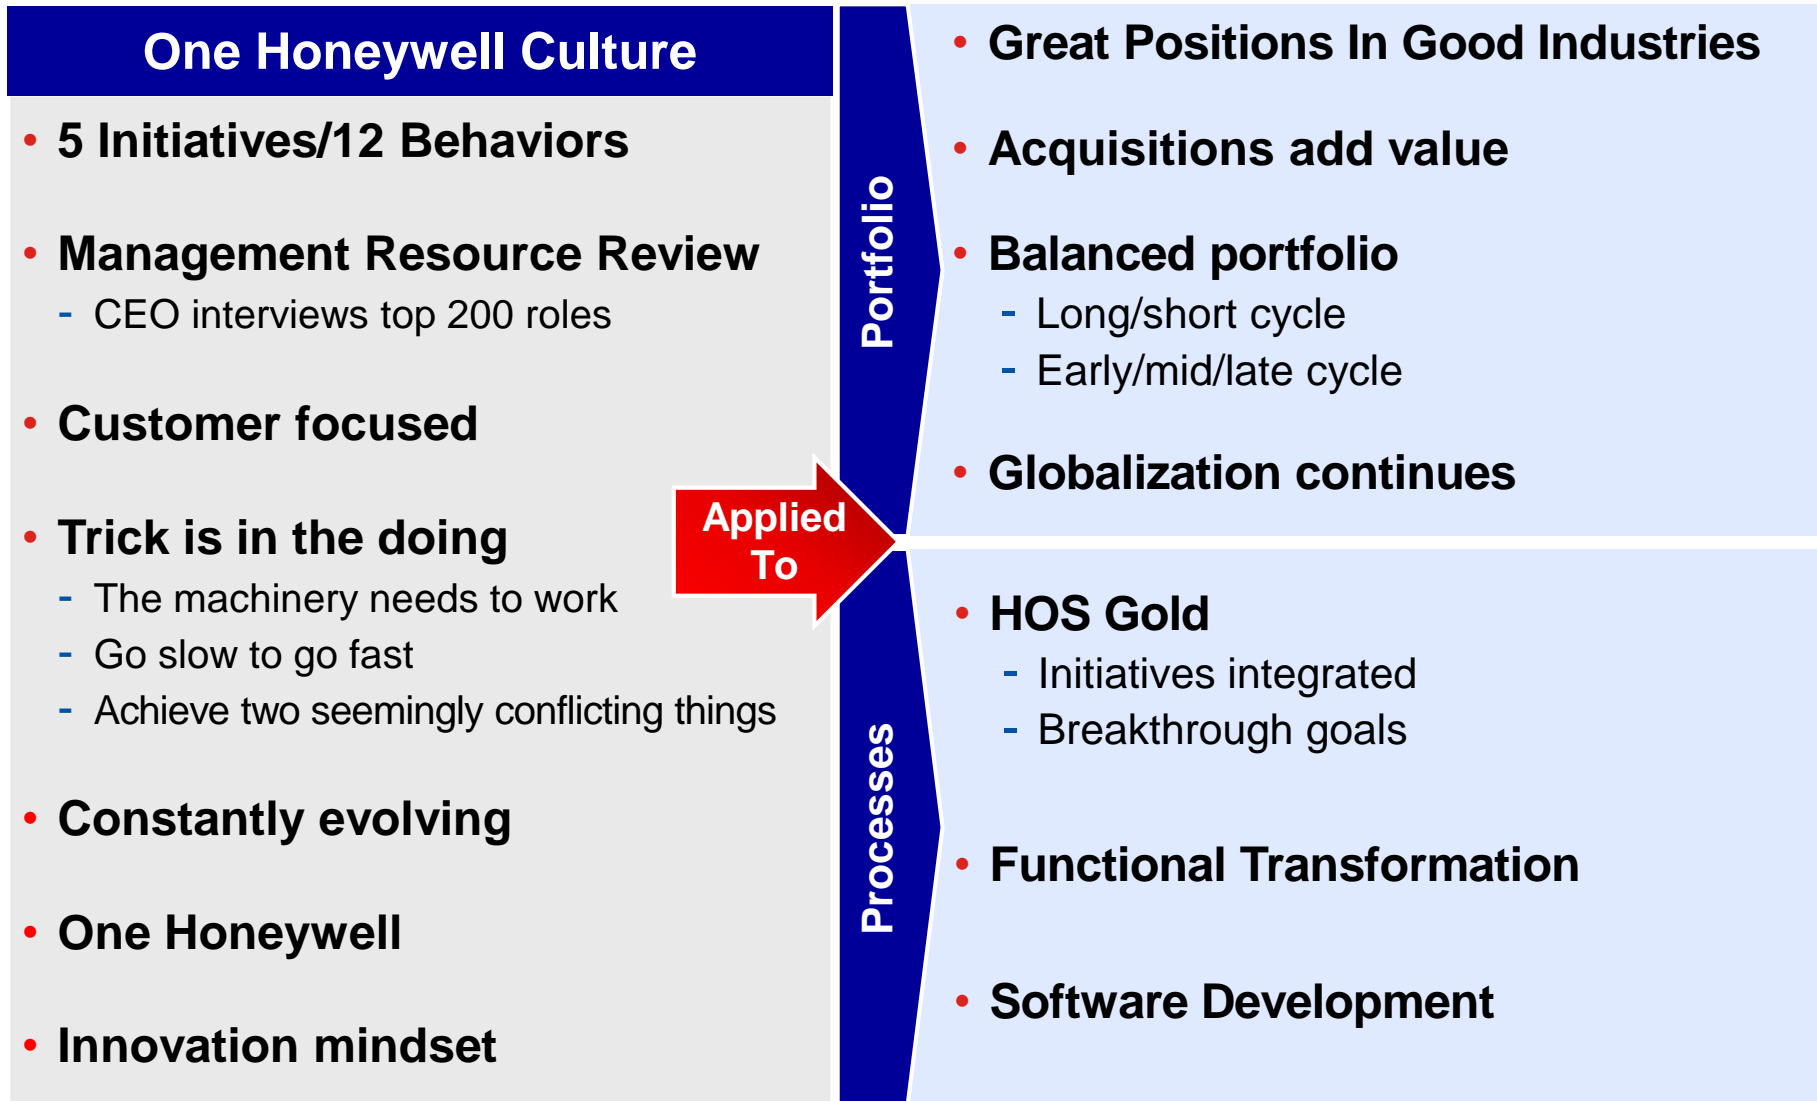 One Honeywell Culture
• 5 Initiatives/12 Behaviors
• Management Resource Review
- CEO interviews top 200 roles
• Customer focused
• Trick is in the doing
- The machinery needs to work
- Go slow to go fast
- Achieve two seemingly conflicting things
• Constantly evolving
• One Honeywell
• Innovation mindset
Applied
To
Portfolio
• Great Positions In Good Industries
• Acquisitions add value
• Balanced portfolio
- Long/short cycle
- Early/mid/late cycle
• Globalization continues
Processes
• HOS Gold
- Initiatives integrated
- Breakthrough goals
• Functional Transformation
• Software Development